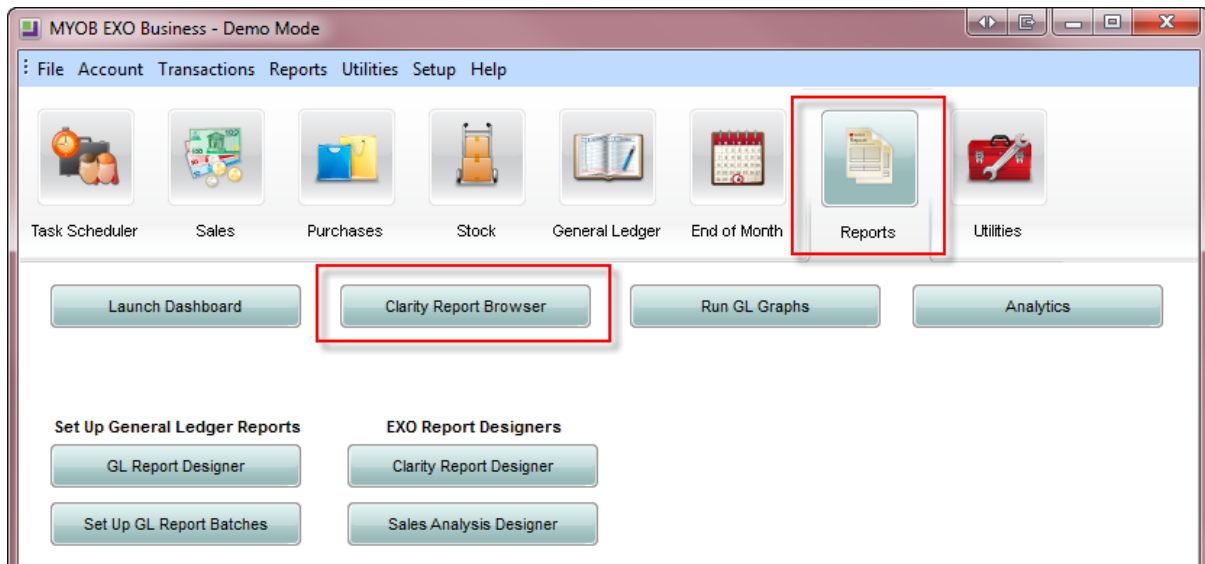 MYOB EXO Business - Demo Mode
File Account Transactions Reports Utilities Setup Help
Task Scheduler Sales Purchases Stock General Ledger End of Month Reports Utilities
Launch Dashboard Clarity Report Browser Run GL Graphs Analytics
Set Up General Ledger Reports EXO Report Designers
GL Report Designer Clarity Report Designer
Set Up GL Report Batches Sales Analysis Designer